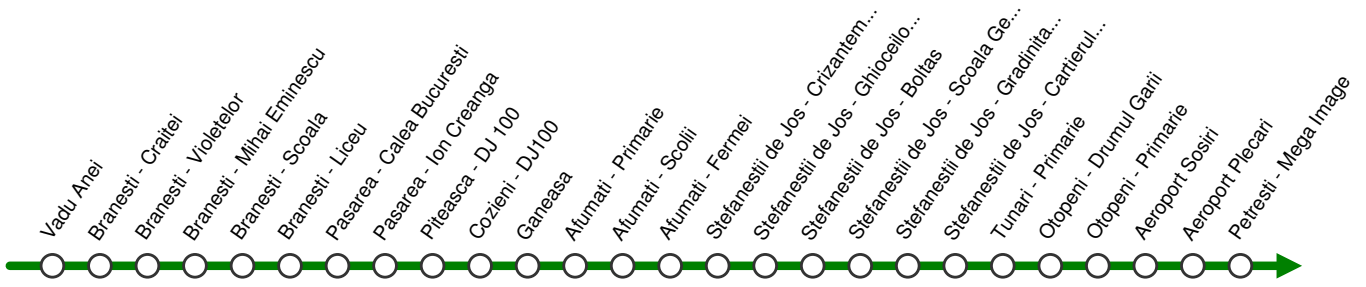 Vadu Anei
Branesti - Craitei
Branesti - Violetelor
Branesti - Mihai Eminescu
Branesti - Scoala
Branesti - Liceu
Pasarea - Calea Bucuresti
Pasarea - Ion Creanga
Piteasca - DJ 100
Cozieni - DJ100
Ganeasa
Afumati - Primarie
Afumati - Scolii
Afumati - Fermei
Stefanestii de Jos - Crizantem...
Stefanestii de Jos - Ghioceilo...
Stefanestii de Jos - Boltas
Stefanestii de Jos - Scoala Ge...
Stefanestii de Jos - Gradinita...
Stefanestii de Jos - Cartierul...
Tunari - Primarie
Otopeni - Drumul Garii
Otopeni - Primarie
Aeroport Sosiri
Aeroport Plecari
Petresti - Mega Image